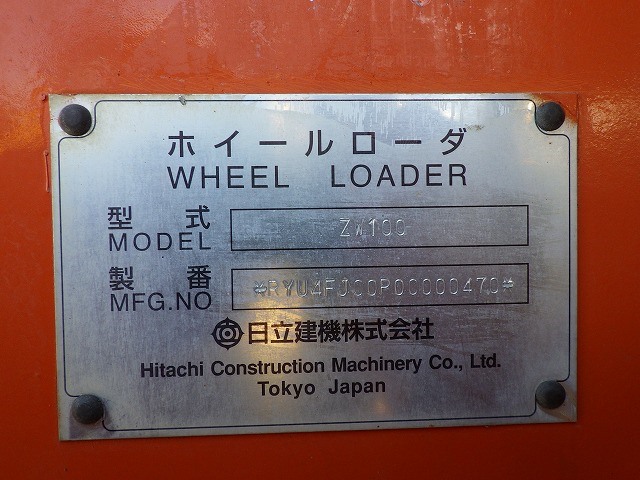 ホイールローダ
WHEEL LOADER
型式 ZW100
MODEL
製番 *RYU4FJ00P00000470*
MFG.NO
日立建機株式会社
Hitachi Construction Machinery Co., Ltd.
Tokyo Japan